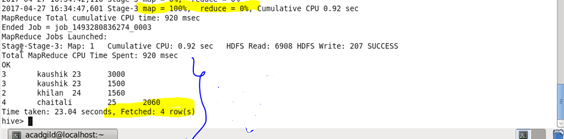 2017-04-27 16:34:47,601 Stage-3 map = 100%,  reduce = 0%, Cumulative CPU 0.92 sec
MapReduce Total cumulative CPU time: 920 msec
Ended Job = job_1493280836274_0003
MapReduce Jobs Launched:
Stage-Stage-3: Map: 1   Cumulative CPU: 0.92 sec   HDFS Read: 6908 HDFS Write: 207 SUCCESS
Total MapReduce CPU Time Spent: 920 msec
OK
3       kaushik 23      3000
3       kaushik 23      1500
2       khilan  24      1560
4       chaitali        25      2060
Time taken: 23.04 seconds, Fetched: 4 row(s)
hive>
acadgild@localhost:~